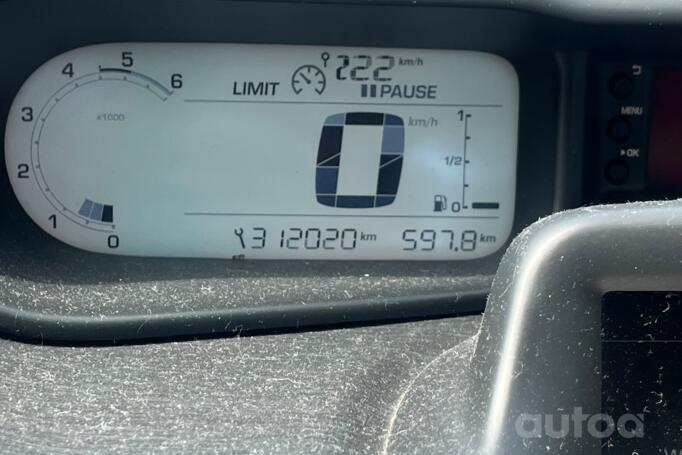 5
4
6
3
2
1
0
x1000
LIMIT
222 km/h
PAUSE
0 km/h
1
1/2
0
312020 km
597.8 km
MENU
OK
autoa